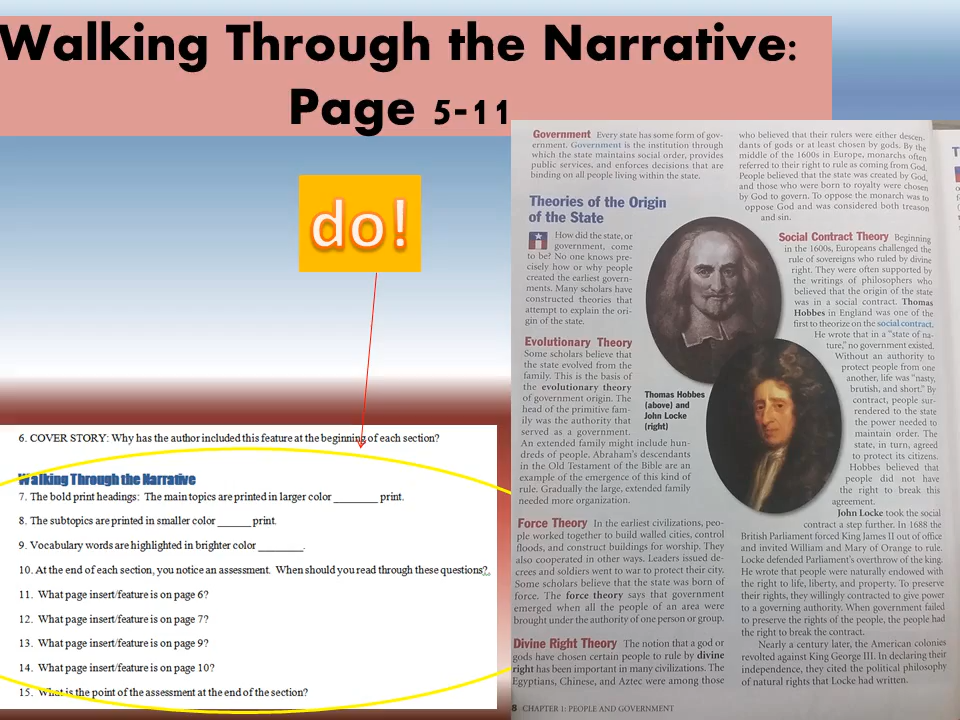 Walking Through the Narrative:
Page 5-11
do!
6. COVER STORY: Why has the author included this feature at the beginning of each section?
Walking Through the Narrative
7. The bold print headings: The main topics are printed in larger color ________ print.
8. The subtopics are printed in smaller color ______ print.
9. Vocabulary words are highlighted in brighter color ________.
10. At the end of each section, you notice an assessment. When should you read through these questions?.
11. What page insert/feature is on page 6?
12. What page insert/feature is on page 7?
13. What page insert/feature is on page 9?
14. What page insert/feature is on page 10?
15. What is the point of the assessment at the end of the section?
Government Every state has some form of gov-
ernment. Government is the institution through
which the state maintains social order, provides
public services, and enforces decisions that are
binding on all people living within the state.
Theories of the Origin
of the State
How did the state, or
government, come
to be? No one knows pre-
cisely how or why people
created the earliest govern-
ments. Many scholars have
constructed theories that
attempt to explain the ori-
gin of the state.
Evolutionary Theory
Some scholars believe that
the state evolved from the
family. This is the basis of
the evolutionary theory
of government origin. The
head of the primitive fam-
ily was the authority that
served as a government.
An extended family might include hun-
dreds of people. Abraham's descendants
in the Old Testament of the Bible are an
example of the emergence of this kind of
rule. Gradually the large, extended family
needed more organization.
Force Theory In the earliest civilizations, peo-
ple worked together to build walled cities, control
floods, and construct buildings for worship. They
also cooperated in other ways. Leaders issued de-
crees and soldiers went to war to protect their city.
Some scholars believe that the state was born of
force. The force theory says that government
emerged when all the people of an area were
brought under the authority of one person or group.
Divine Right Theory The notion that a god or
gods have chosen certain people to rule by divine
right has been important in many civilizations. The
Egyptians, Chinese, and Aztec were among those
8 CHAPTER 1: PEOPLE AND GOVERNMENT
Thomas Hobbes
(above) and
John Locke
(right)
who believed that their rulers were either descen-
dants of gods or at least chosen by gods. By the
middle of the 1600s in Europe, monarchs often
referred to their right to rule as coming from God.
People believed that the state was created by God,
and those who were born to royalty were chosen
by God to govern. To oppose the monarch was to
oppose God and was considered both treason
and sin.
Social Contract Theory Beginning
in the 1600s, Europeans challenged the
rule of sovereigns who ruled by divine
right. They were often supported by
the writings of philosophers who
believed that the origin of the state
was in a social contract. Thomas
Hobbes in England was one of the
first to theorize on the social contract.
He wrote that in a "state of na-
ture," no government existed.
Without an authority to
protect people from one
another, life was "nasty,
brutish, and short." By
contract, people sur-
rendered to the state
the power needed to
maintain order. The
state, in turn, agreed
to protect its citizens.
Hobbes believed that
people did not have
the right to break this
agreement.
John Locke took the social
contract a step further. In 1688 the
British Parliament forced King James II out of office
and invited William and Mary of Orange to rule.
Locke defended Parliament's overthrow of the king.
He wrote that people were naturally endowed with
the right to life, liberty, and property. To preserve
their rights, they willingly contracted to give power
to a governing authority. When government failed
to preserve the rights of the people, the people had
the right to break the contract.
Nearly a century later, the American colonies
revolted against King George III. In declaring their
independence, they cited the political philosophy
of natural rights that Locke had written.